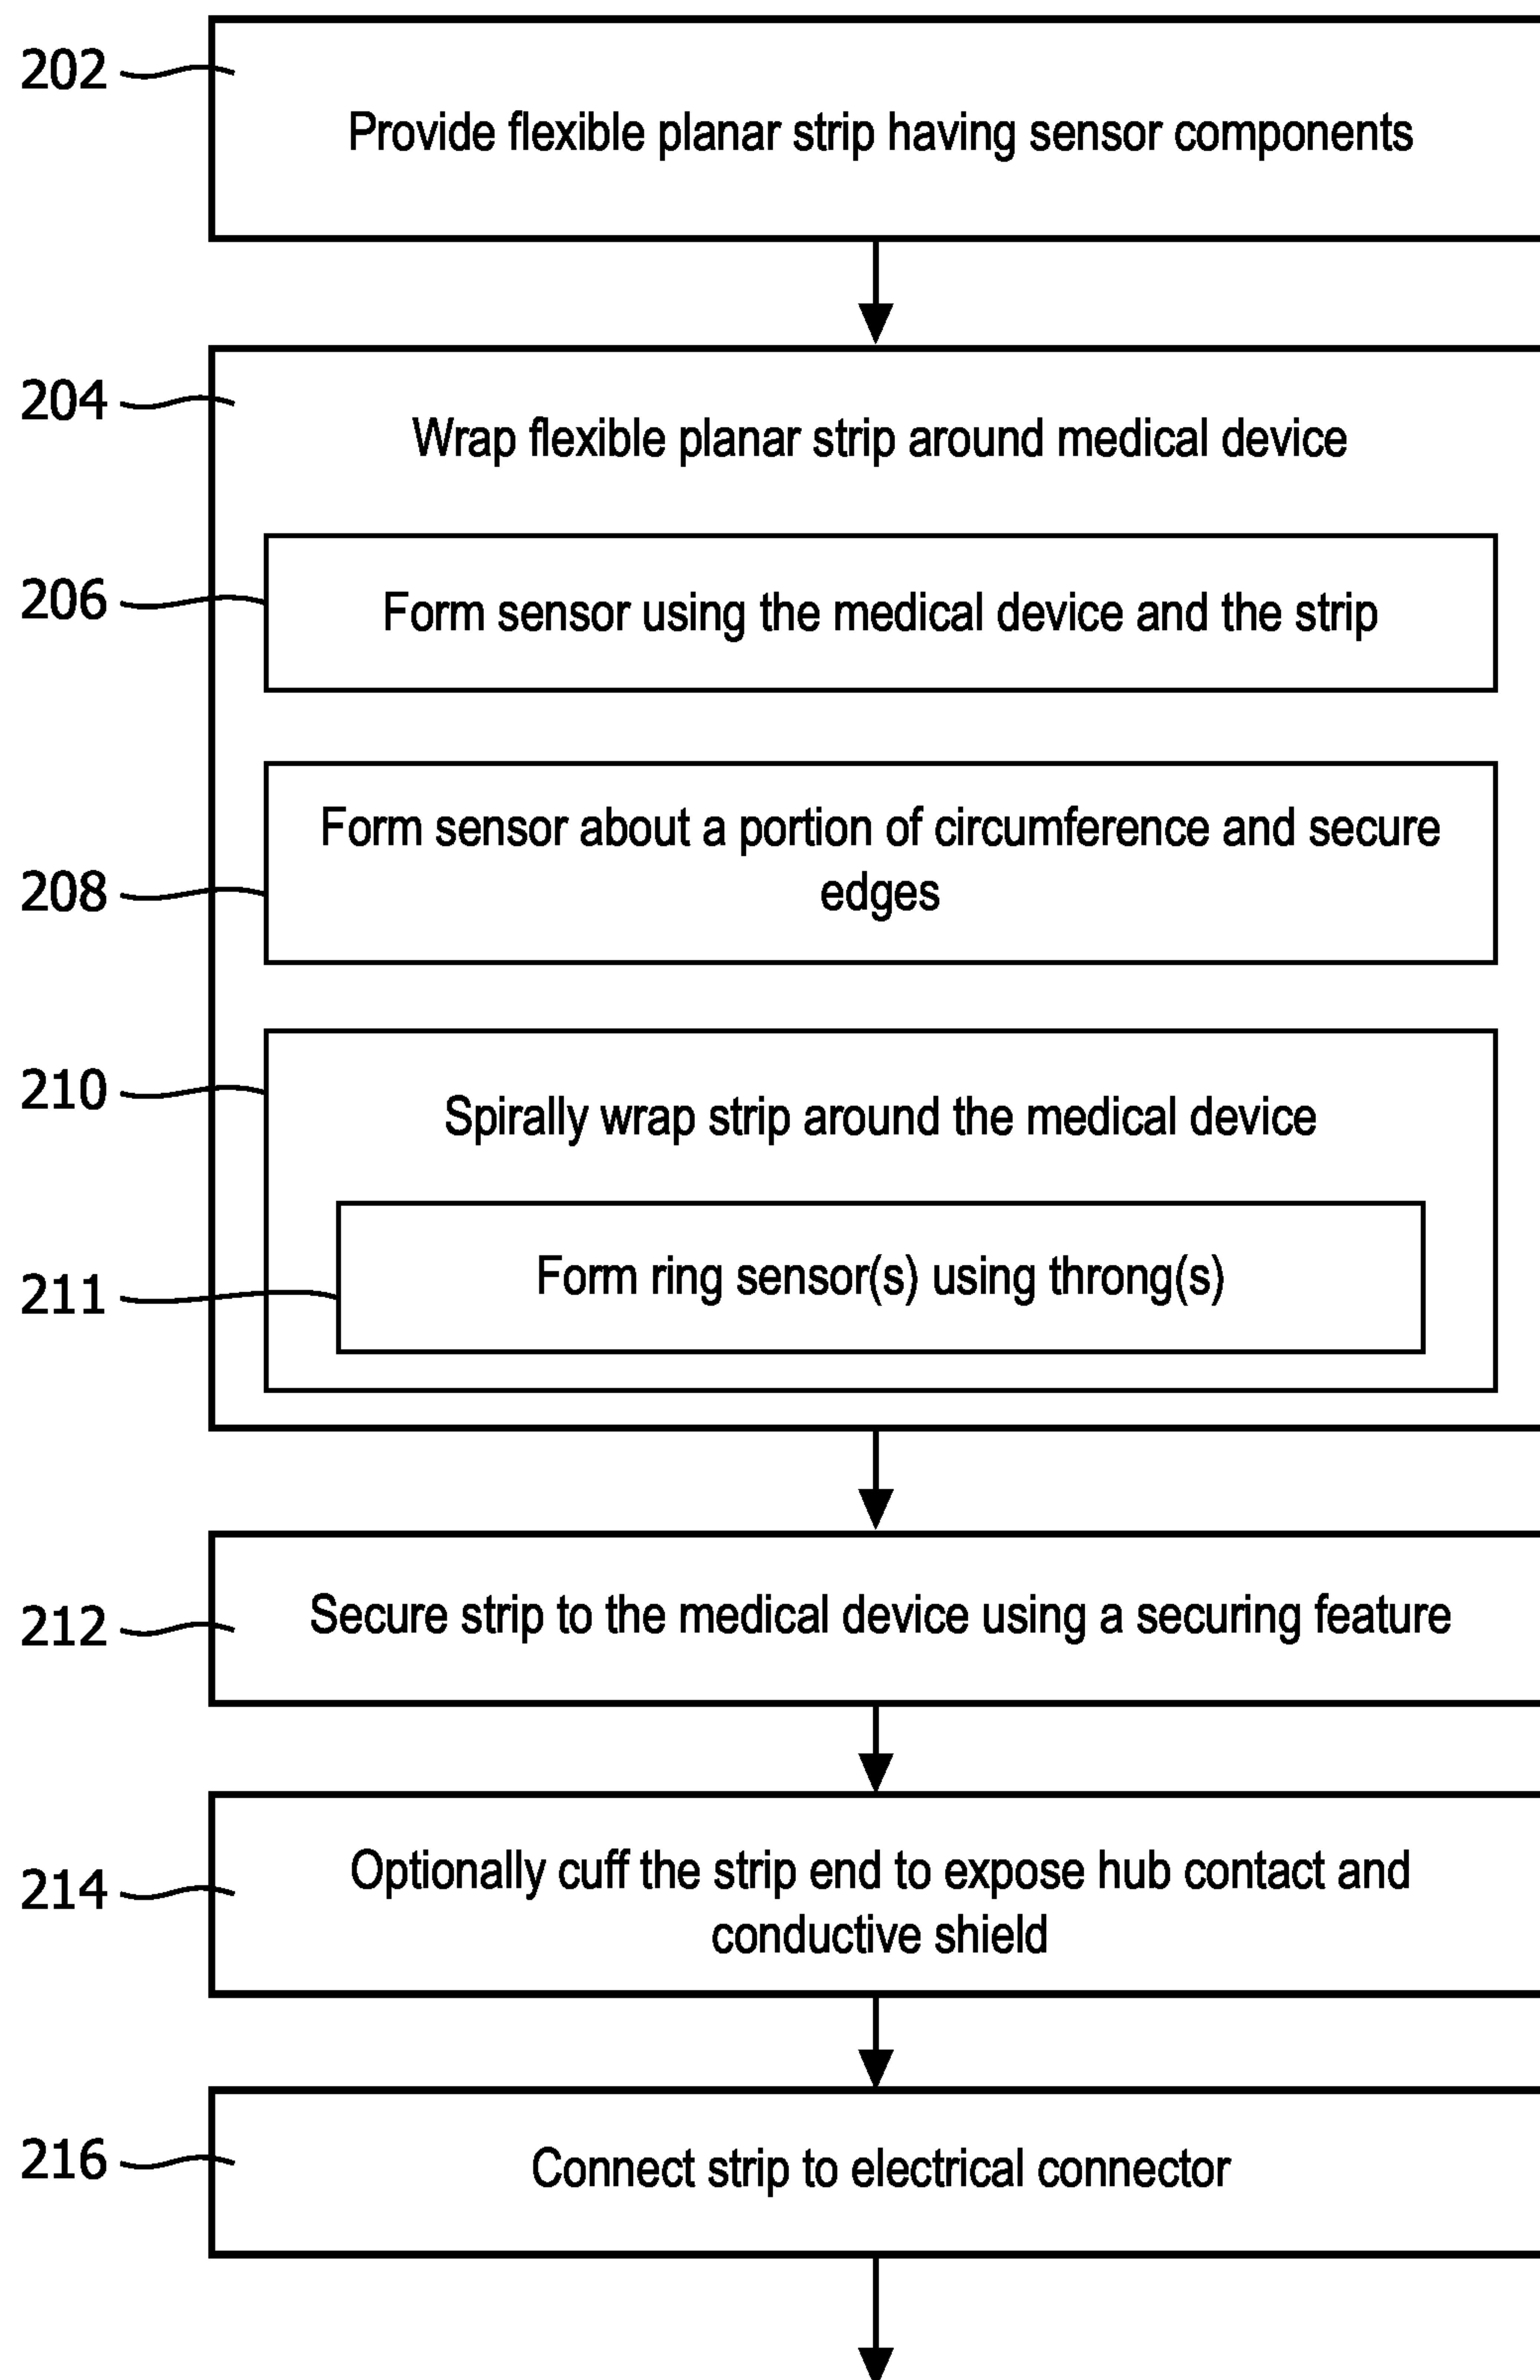 202
Provide flexible planar strip having sensor components
204
Wrap flexible planar strip around medical device
206
Form sensor using the medical device and the strip
Form sensor about a portion of circumference and secure
208
edges
210
Spirally wrap strip around the medical device
211
Form ring sensor(s) using throng(s)
212
Secure strip to the medical device using a securing feature
214
Optionally cuff the strip end to expose hub contact and
conductive shield
216
Connect strip to electrical connector